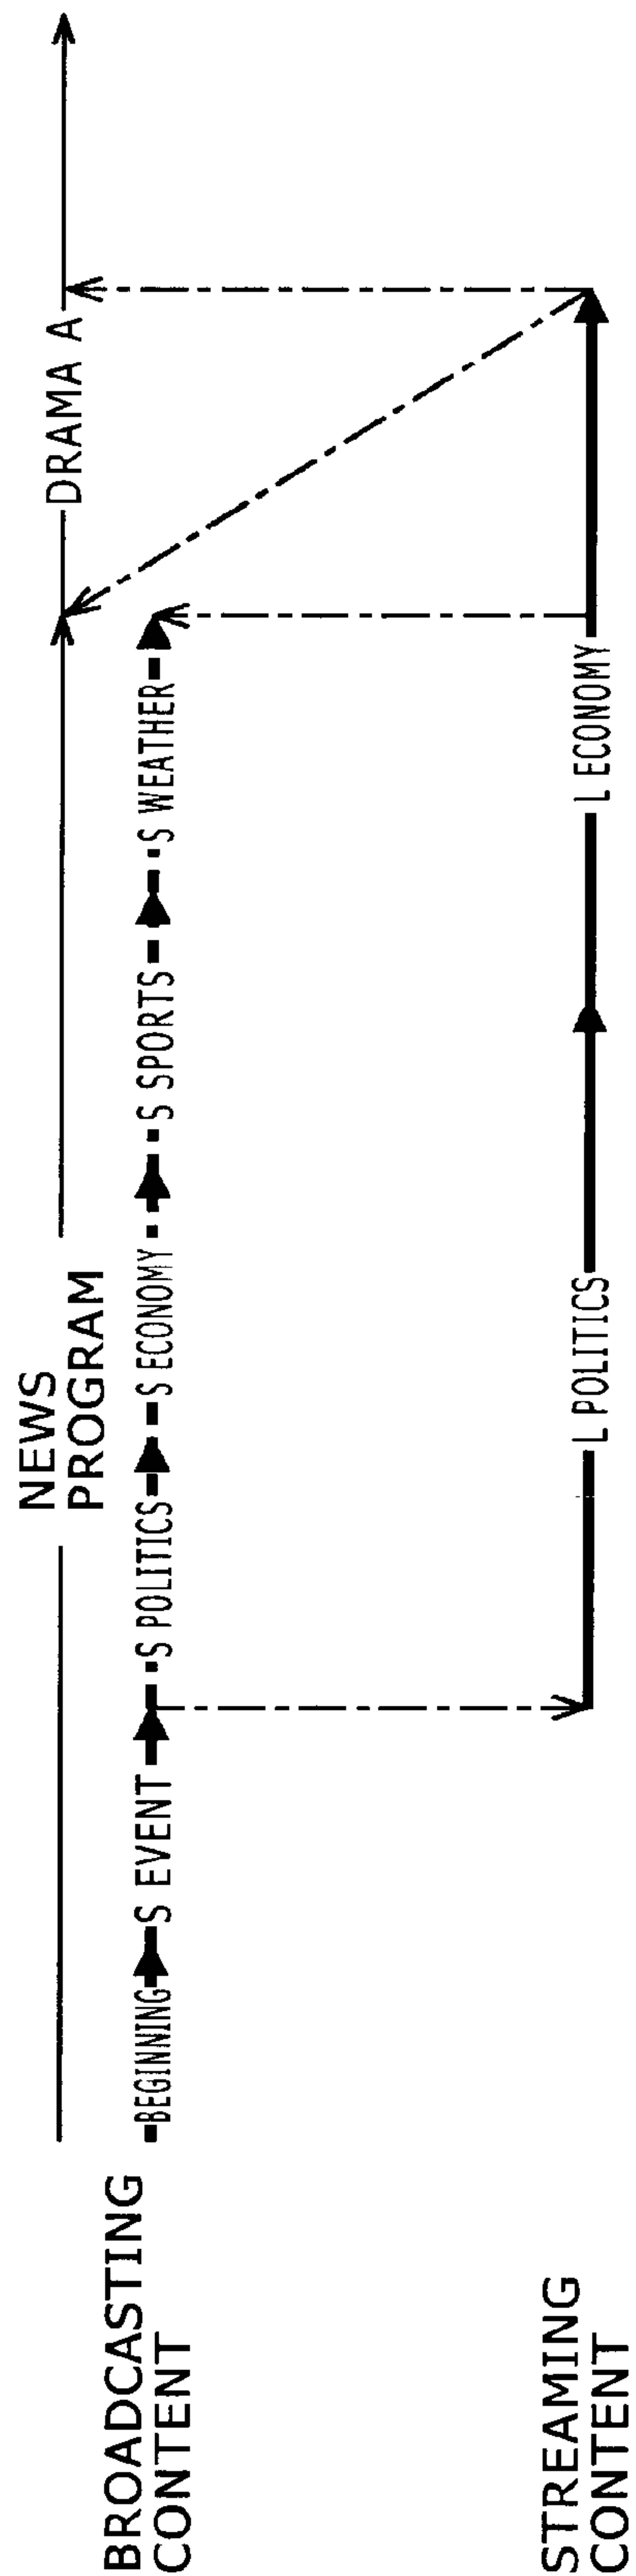 NEWS
PROGRAM
DRAMA A
BROADCASTING
CONTENT
BEGINNING
S EVENT
S POLITICS
S ECONOMY
S SPORTS
S WEATHER
STREAMING
CONTENT
L POLITICS
L ECONOMY